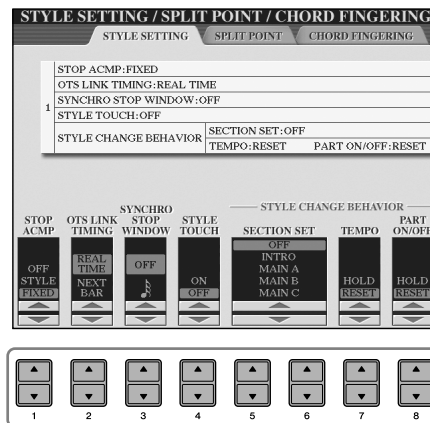 STYLE SETTING / SPLIT POINT / CHORD FINGERING
STYLE SETTING SPLIT POINT CHORD FINGERING
1
STOP ACMP:FIXED
OTS LINK TIMING:REAL TIME
SYNCHRO STOP WINDOW:OFF
STYLE TOUCH:OFF
STYLE CHANGE BEHAVIOR
SECTION SET:OFF
TEMPO:RESET PART ON/OFF:RESET
STYLE CHANGE BEHAVIOR
STOP ACMP
OFF
STYLE
FIXED
OTS LINK TIMING
REAL TIME
NEXT BAR
SYNCHRO STOP WINDOW
OFF
STYLE TOUCH
ON
OFF
SECTION SET
OFF
INTRO
MAIN A
MAIN B
MAIN C
TEMPO
HOLD
RESET
PART ON/OFF
HOLD
RESET
1 2 3 4 5 6 7 8